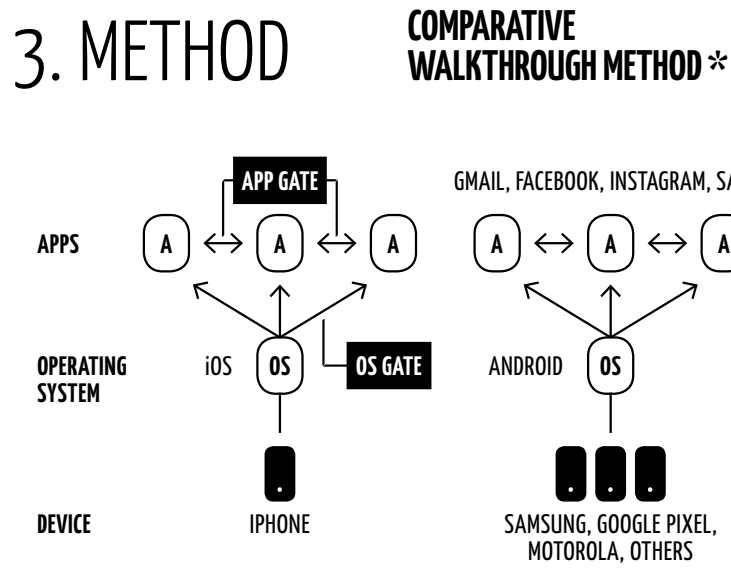 3. METHOD
COMPARATIVE
WALKTHROUGH METHOD *
APP GATE
GMAIL, FACEBOOK, INSTAGRAM,
APPS
A
A
A
A
A
A
OPERATING
SYSTEM
iOS
OS
OS GATE
ANDROID
OS
DEVICE
IPHONE
SAMSUNG, GOOGLE PIXEL,
MOTOROLA, OTHERS